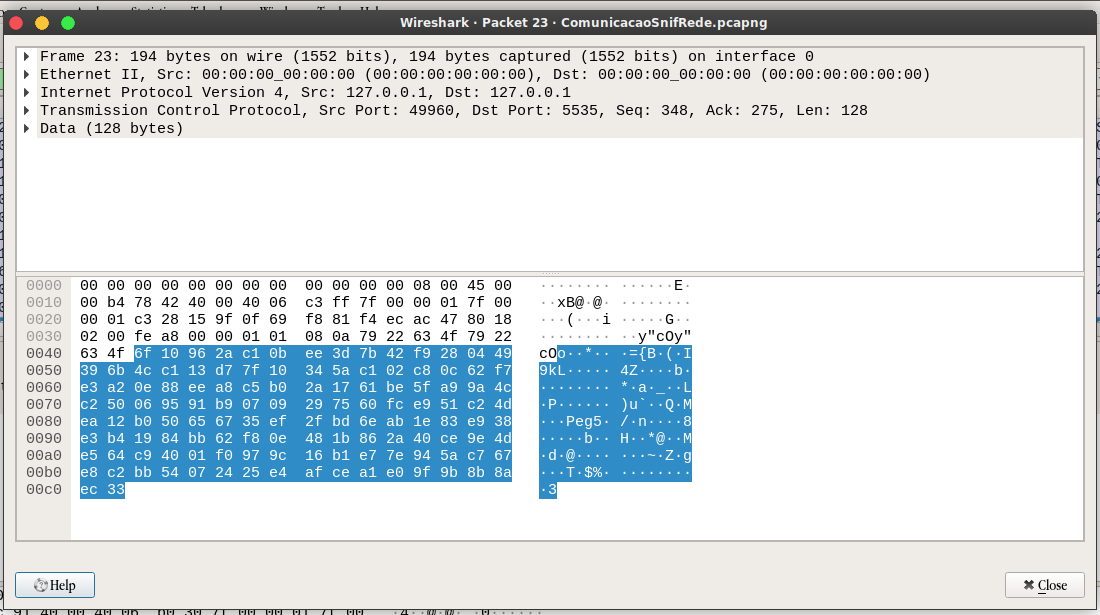 Wireshark · Packet 23 · ComunicacaoSnifRede.pcapng
Frame 23: 194 bytes on wire (1552 bits), 194 bytes captured (1552 bits) on interface 0
Ethernet II, Src: 00:00:00_00:00:00 (00:00:00:00:00:00), Dst: 00:00:00_00:00:00 (00:00:00:00:00:00)
Internet Protocol Version 4, Src: 127.0.0.1, Dst: 127.0.0.1
Transmission Control Protocol, Src Port: 49960, Dst Port: 5535, Seq: 348, Ack: 275, Len: 128
Data (128 bytes)
0000 00 00 00 00 00 00 00 00 00 00 00 00 08 00 45 00 ········ ······E·
0010 00 b4 78 42 40 00 40 06 c3 ff 7f 00 00 01 7f 00 ··xB@·@· ········
0020 00 01 c3 28 15 9f 0f 69 f8 81 f4 ec ac 47 80 18 ···(···i ·····G··
0030 02 00 fe a8 00 00 01 01 08 0a 79 22 63 4f 79 22 ········ ··y"cOy"
0040 63 4f 6f 10 96 2a c1 0b ee 3d 7b 42 f9 28 04 49 cOo··*·· ·={B·(·I
0050 39 6b 4c c1 13 d7 7f 10 34 5a c1 02 c8 0c 62 f7 9kL····· 4Z····b·
0060 e3 a2 0e 88 ee a8 c5 b0 2a 17 61 be 5f a9 9a 4c ········ *·a·_··L
0070 c2 50 06 95 91 b9 07 09 29 75 60 fc e9 51 c2 4d ·P······ )u`··Q·M
0080 ea 12 b0 50 65 67 35 ef 2f bd 6e ab 1e 83 e9 38 ···Peg5· /·n····8
0090 e3 b4 19 84 bb 62 f8 0e 48 1b 86 2a 40 ce 9e 4d ·····b·· H··*@··M
00a0 e5 64 c9 40 01 f0 97 9c 16 b1 e7 7e 94 5a c7 67 ·d·@···· ···~·Z·g
00b0 e8 c2 bb 54 07 24 25 e4 af ce a1 e0 9f 9b 8b 8a ···T·$%· ········
00c0 ec 33 ·3
Help
Close